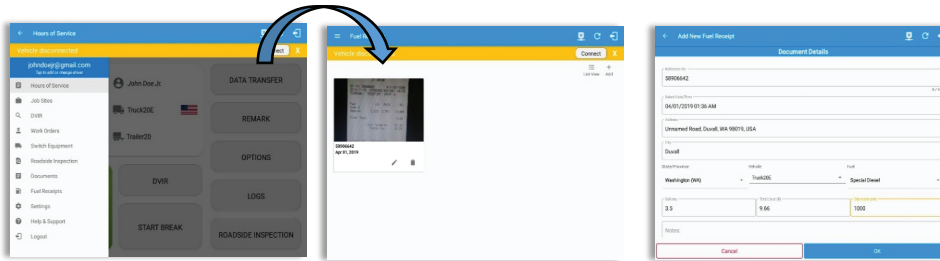 Hours of Service
Vehicle disconnected
X
johndoejr@gmail.com
Tap to add or change driver
Hours of Service
Job Sites
DVIR
Work Orders
Switch Equipment
Roadside Inspection
Documents
Fuel Receipts
Settings
Help & Support
Logout
John Doe Jr.
Truck20E
Trailer20
DVIR
START BREAK
DATA TRANSFER
REMARK
OPTIONS
LOGS
ROADSIDE INSPECTION
Connect
X
List View
Add
58906642
Apr 01, 2019
Add New Fuel Receipt
Document Details
58906642
04/01/2019 01:36 AM
Unnamed Road, Duvall, WA 98019, USA
City
Duvall
State/Province
Vehicle
Fuel
Washington (WA)
Truck20E
Special Diesel
3.5
9.66
1000
Notes:
Cancel
OK